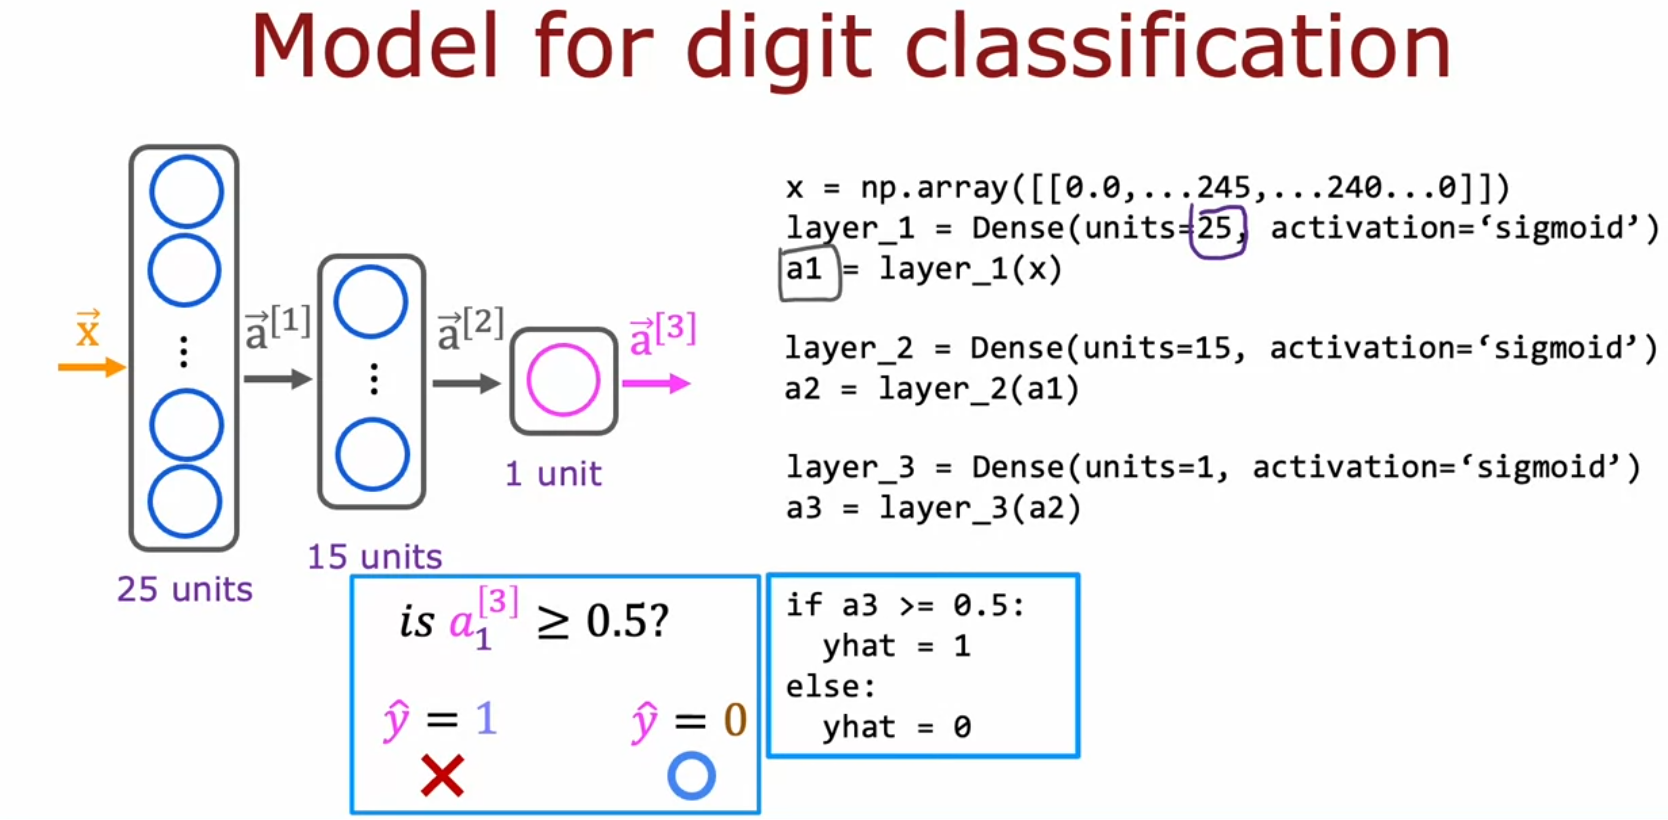 Model for digit classification
x⃗
a⃗[1]
a⃗[2]
a⃗[3]
25 units
15 units
1 unit
x = np.array([[0.0,...245,...240...0]])
layer_1 = Dense(units=25, activation=‘sigmoid’)
a1 = layer_1(x)
layer_2 = Dense(units=15, activation=‘sigmoid’)
a2 = layer_2(a1)
layer_3 = Dense(units=1, activation=‘sigmoid’)
a3 = layer_3(a2)
is a₁[3] ≥ 0.5?
ŷ = 1 ŷ = 0
if a3 >= 0.5:
yhat = 1
else:
yhat = 0